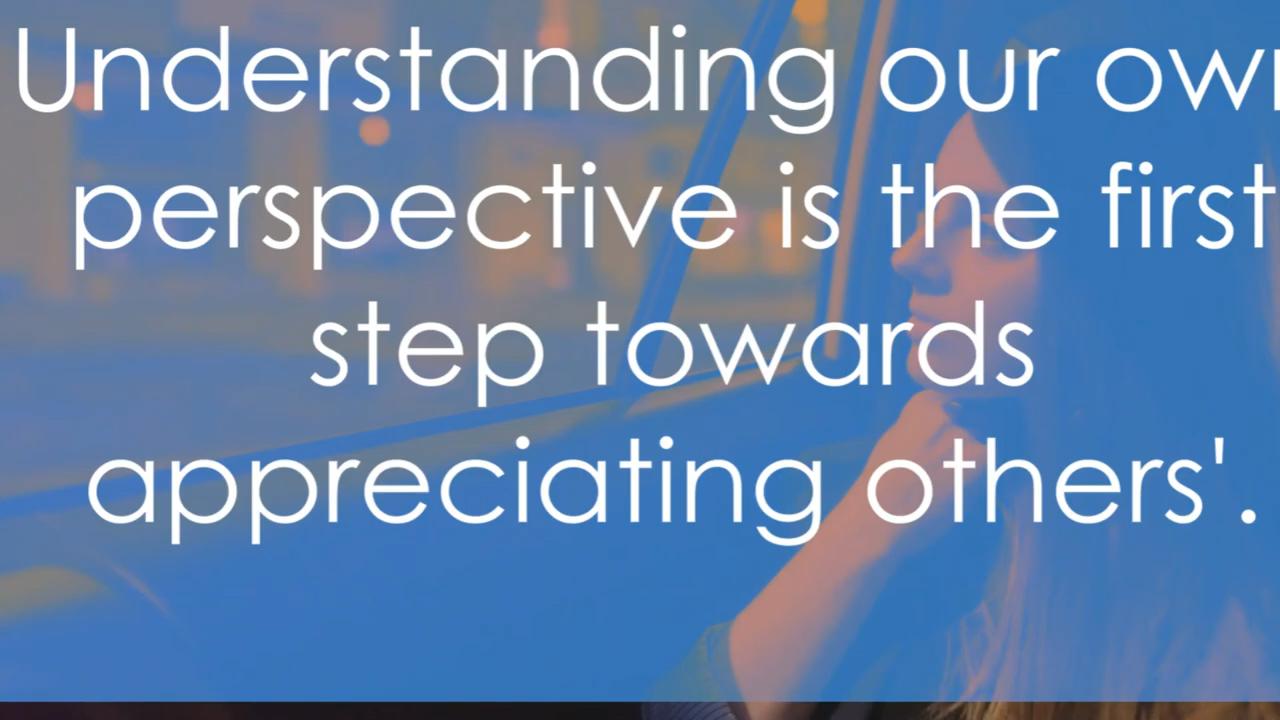 Understanding our own
perspective is the first
step towards
appreciating others'.